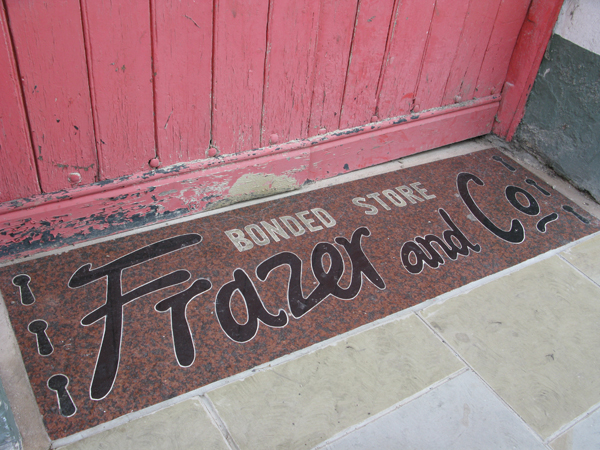 BONDED STORE
Frazer and Co.